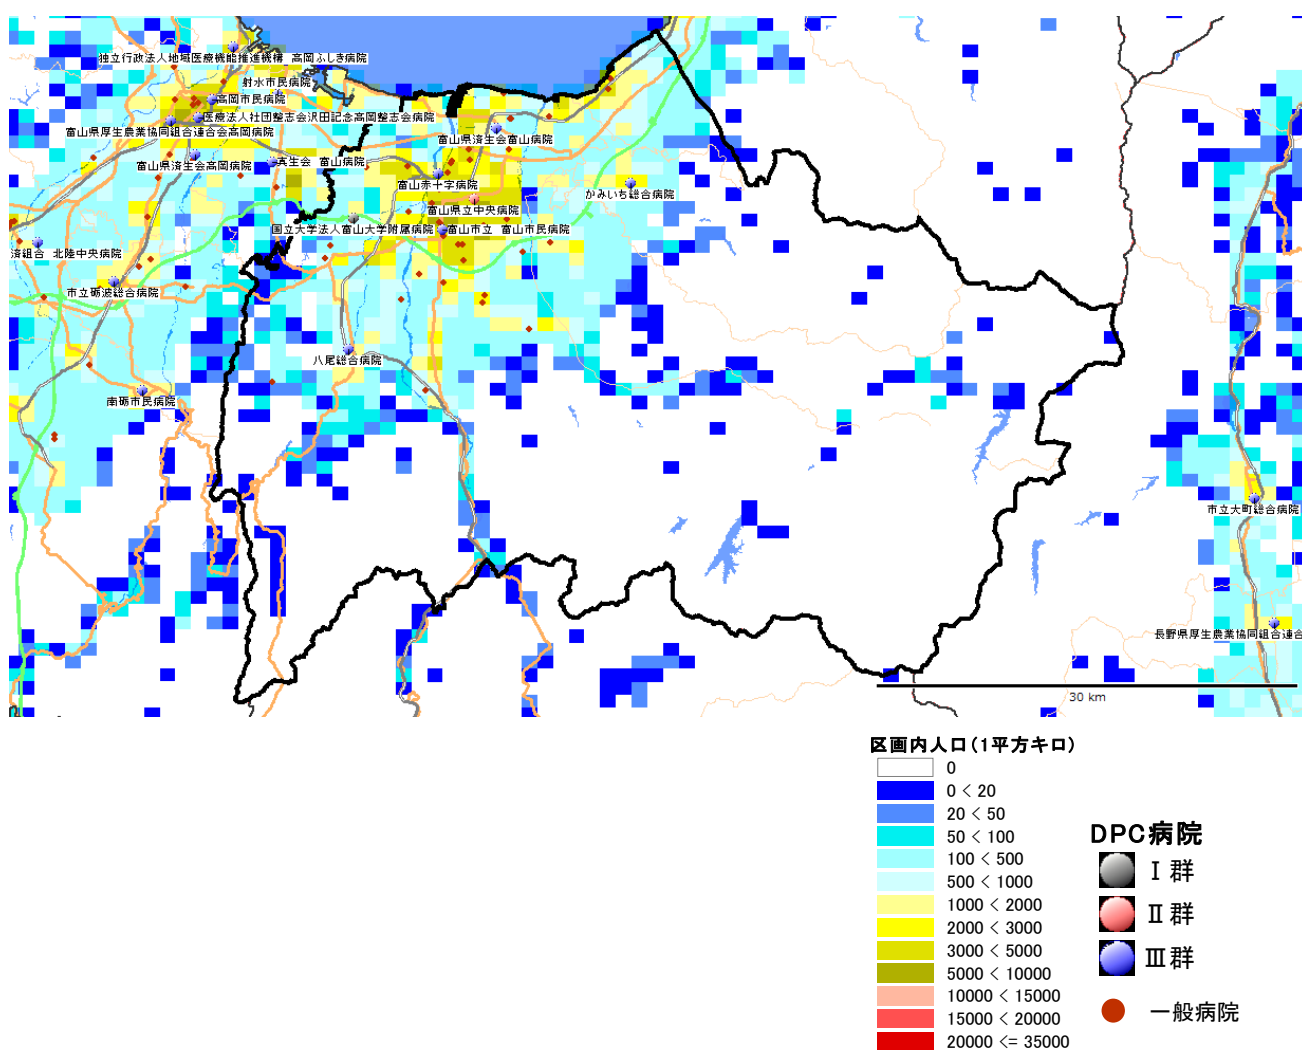 独立行政法人地域医療機能推進機構　高岡ふしき病院
射水市民病院
高岡市民病院
医療法人社団整志会沢田記念高岡整志会病院
富山県厚生農業協同組合連合会高岡病院
富山県済生会富山病院
富山県済生会高岡病院
真生会　富山病院
富山赤十字病院
かみいち総合病院
富山県立中央病院
国立大学法人富山大学附属病院
富山市立　富山市民病院
済組合　北陸中央病院
市立砺波総合病院
八尾総合病院
南砺市民病院
市立大町総合病院
長野県厚生農業協同組合連合
30 km
区画内人口（1平方キロ）
0
0 < 20
20 < 50
50 < 100
100 < 500
500 < 1000
1000 < 2000
2000 < 3000
3000 < 5000
5000 < 10000
10000 < 15000
15000 < 20000
20000 <= 35000
DPC病院
Ⅰ群
Ⅱ群
Ⅲ群
一般病院